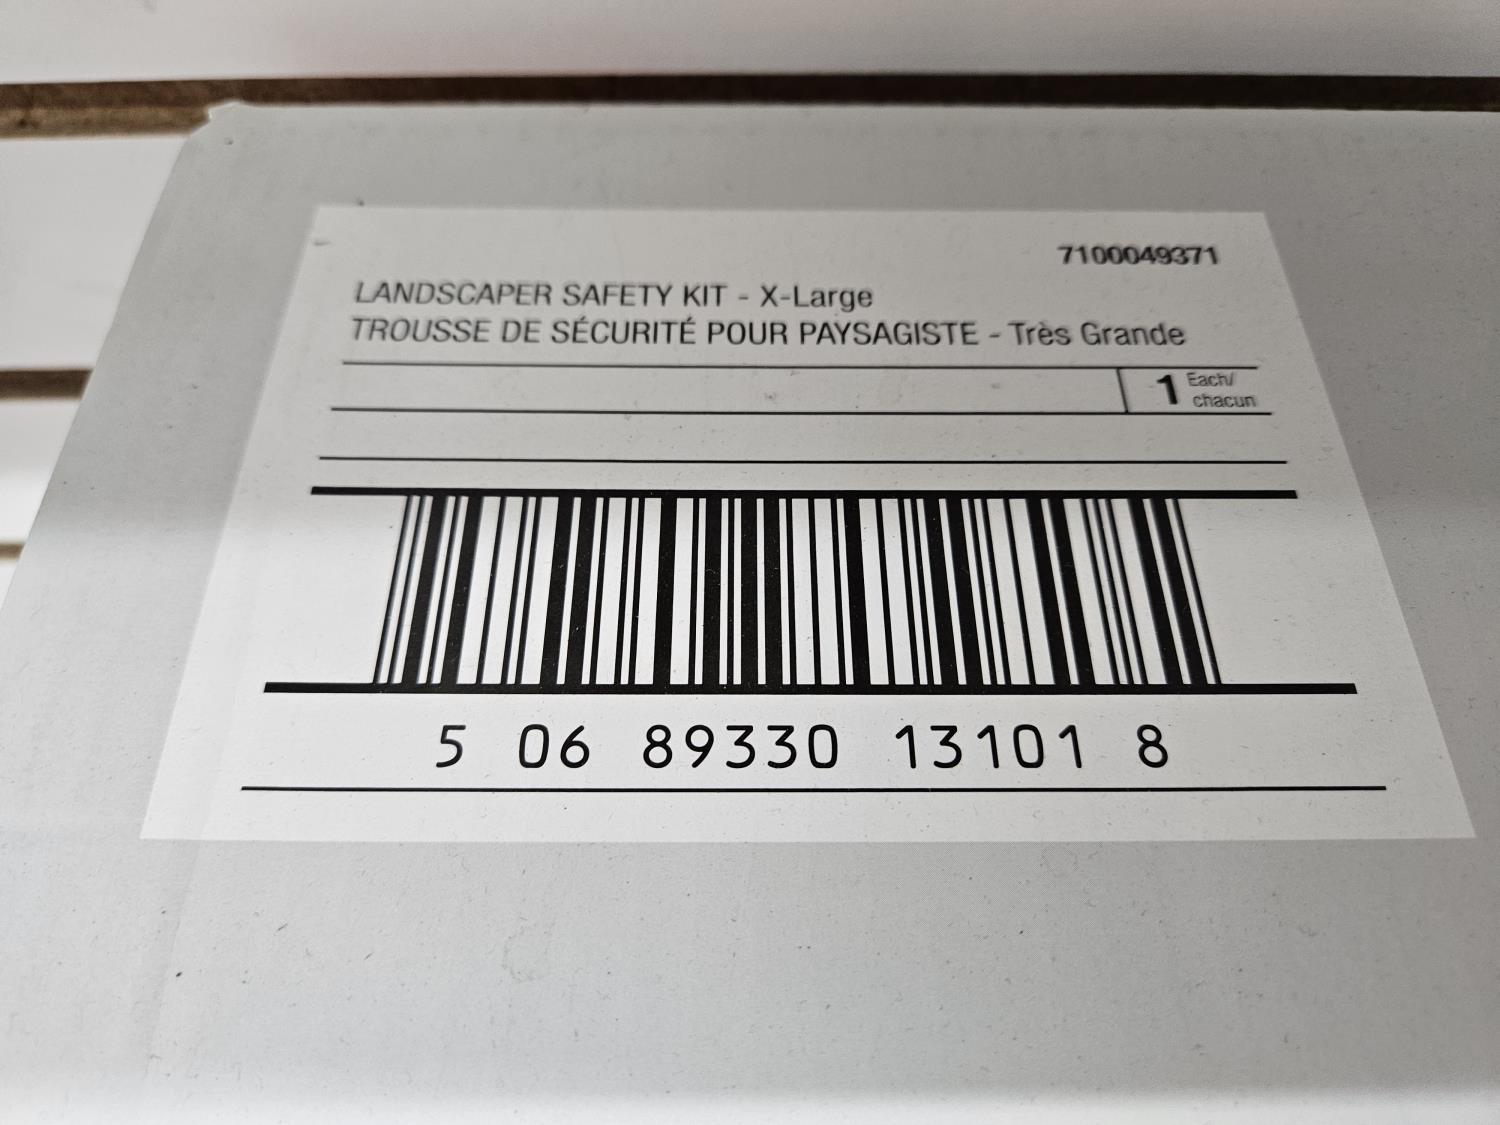 7100049371
LANDSCAPER SAFETY KIT - X-Large
TROUSSE DE SÉCURITÉ POUR PAYSAGISTE - Très Grande
1 Each/
chacun
5 06 89330 13101 8